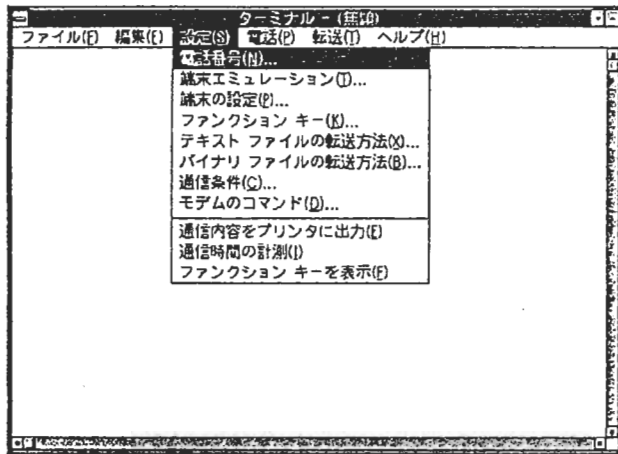 ターミナル - (無題)
ファイル(F) 編集(E) 設定(S) 電話(P) 転送(T) ヘルプ(H)
電話番号(N)...
端末エミュレーション(T)...
端末の設定(P)...
ファンクション キー(K)...
テキスト ファイルの転送方法(X)...
バイナリ ファイルの転送方法(B)...
通信条件(C)...
モデムのコマンド(D)...
通信内容をプリンタに出力(E)
通信時間の計測(I)
ファンクション キーを表示(F)